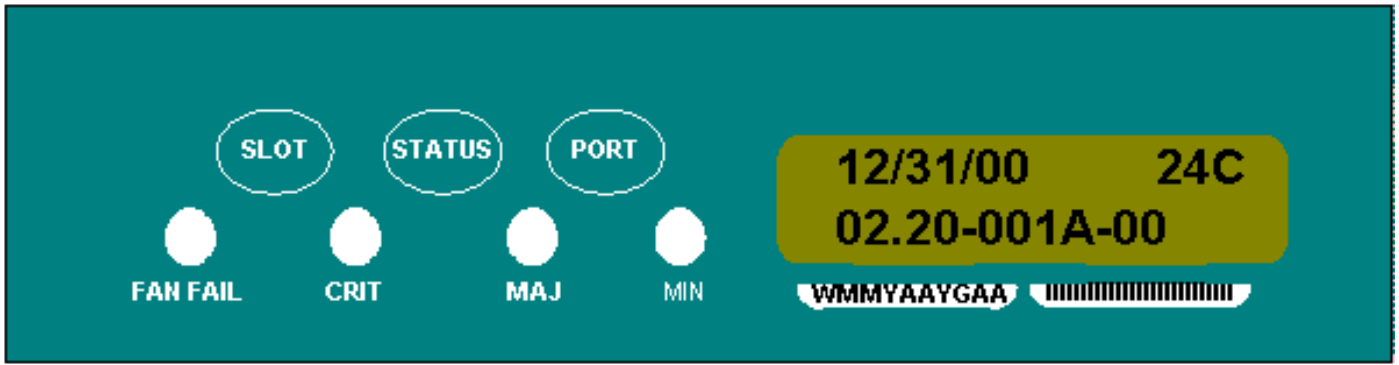 SLOT STATUS PORT
12/31/00 24C
02.20-001A-00
FAN FAIL CRIT MAJ MIN
WMMYAAYGAA